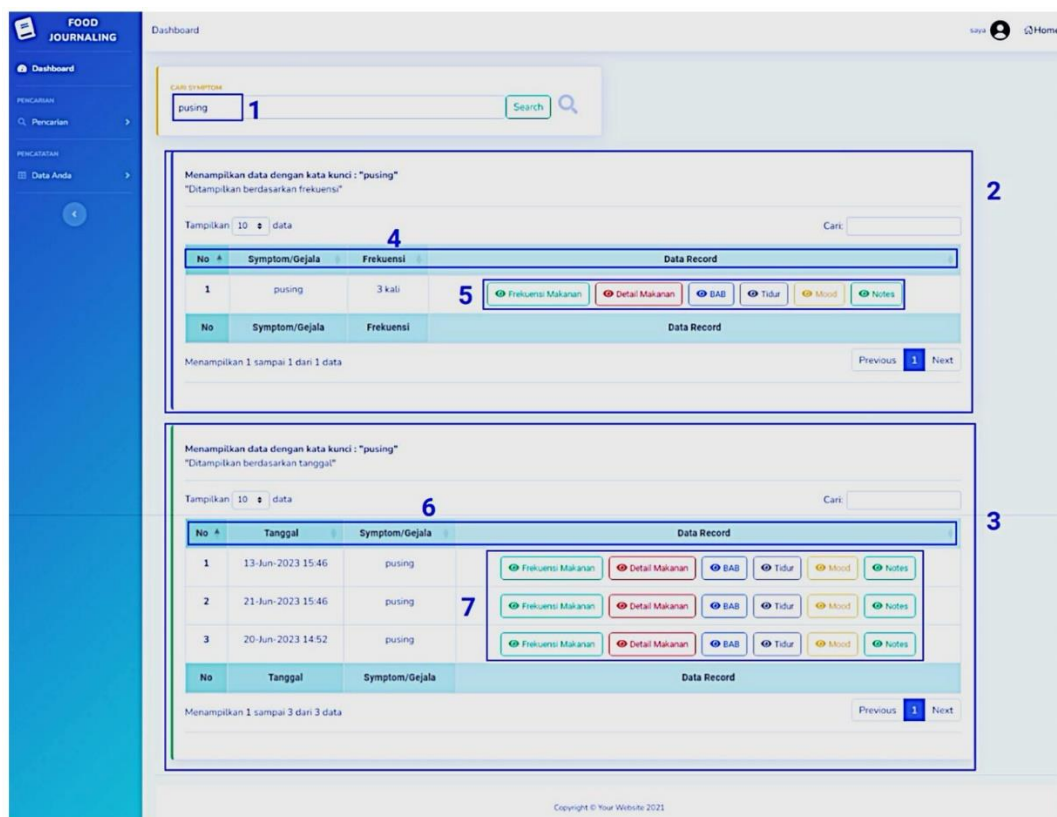 FOOD
JOURNALING
Dashboard
saya
Home
Dashboard
PENCARIAN
Pencarian
PENCATATAN
Data Anda
CARI SYMPTOM
pusing
1
Search
Menampilkan data dengan kata kunci : "pusing"
"Ditampilkan berdasarkan frekuensi"
2
Tampilkan 10 data
Cari:
4
No Symptom/Gejala Frekuensi Data Record
1 pusing 3 kali 5 Frekuensi Makanan Detail Makanan BAB Tidur Mood Notes
No Symptom/Gejala Frekuensi Data Record
Menampilkan 1 sampai 1 dari 1 data
Previous 1 Next
Menampilkan data dengan kata kunci : "pusing"
"Ditampilkan berdasarkan tanggal"
Tampilkan 10 data
Cari:
6
3
No Tanggal Symptom/Gejala Data Record
1 13-Jun-2023 15:46 pusing Frekuensi Makanan Detail Makanan BAB Tidur Mood Notes
2 21-Jun-2023 15:46 pusing 7 Frekuensi Makanan Detail Makanan BAB Tidur Mood Notes
3 20-Jun-2023 14:52 pusing Frekuensi Makanan Detail Makanan BAB Tidur Mood Notes
No Tanggal Symptom/Gejala Data Record
Menampilkan 1 sampai 3 dari 3 data
Previous 1 Next
Copyright © Your Website 2021